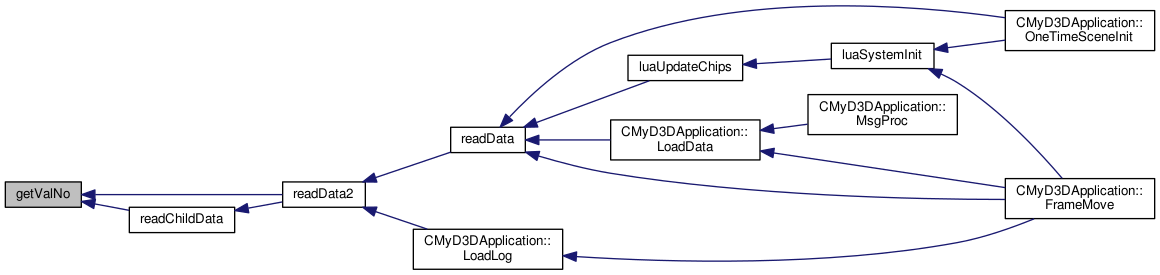 getValNo
readChildData
readData2
readData
CMyD3DApplication::
LoadLog
luaUpdateChips
CMyD3DApplication::
LoadData
luaSystemInit
CMyD3DApplication::
MsgProc
CMyD3DApplication::
OneTimeSceneInit
CMyD3DApplication::
FrameMove